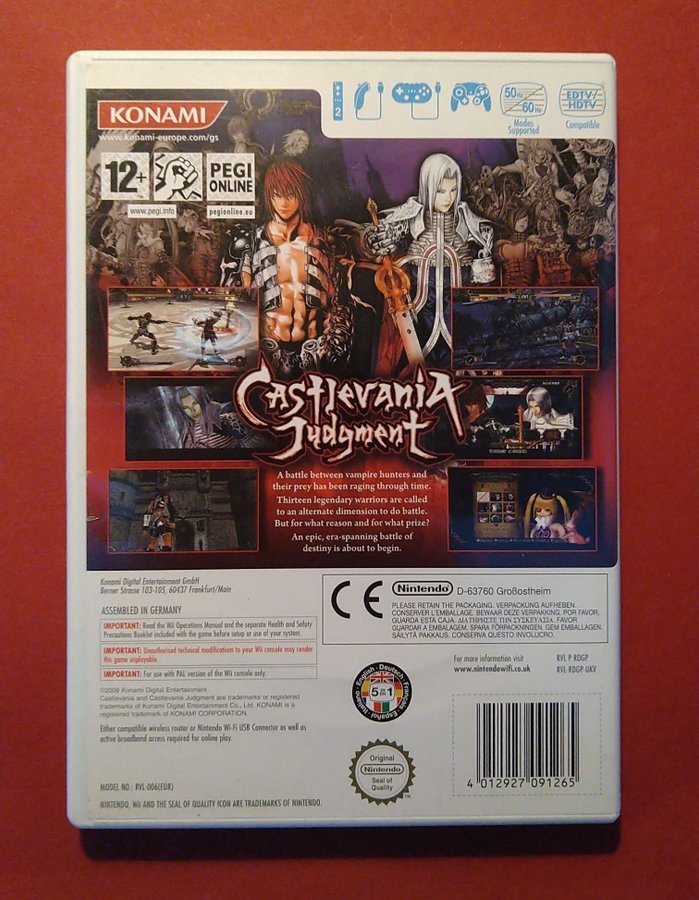 KONAMI
www.konami-europe.com/gs
2
50Hz
60Hz
Modes
Supported
EDTV/
HDTV
Compatible
12+
PEGI
ONLINE
www.pegi.info
pegionline.eu
CastlevaniA
Judgment
A battle between vampire hunters and
their prey has been raging through time.
Thirteen legendary warriors are called
to an alternate dimension to do battle.
But for what reason and for what prize?
An epic, era-spanning battle of
destiny is about to begin.
Konami Digital Entertainment GmbH
Berner Strasse 103-105, 60437 Frankfurt/Main
ASSEMBLED IN GERMANY
IMPORTANT: Read the Wii Operations Manual and the separate Health and Safety
Precautions Booklet included with the game before setup or use of your system.
IMPORTANT: Unauthorised technical modifications to your Wii console may render
this game unplayable.
IMPORTANT: For use with PAL version of the Wii console only.
©2009 Konami Digital Entertainment
Castlevania and Castlevania Judgment are trademarks or registered
trademarks of Konami Digital Entertainment Co., Ltd. KONAMI is a
registered trademark of KONAMI CORPORATION.
Either compatible wireless router or Nintendo Wi-Fi USB Connector as well as
active broadband access required for online play.
MODEL NO: RVL-006(EUR)
NINTENDO, Wii AND THE SEAL OF QUALITY ICON ARE TRADEMARKS OF NINTENDO.
CE
Nintendo
D-63760 Großostheim
PLEASE RETAIN THE PACKAGING. VERPACKUNG AUFHEBEN.
CONSERVER L'EMBALLAGE. BEWAAR DEZE VERPAKKING. POR FAVOR,
GUARDA ESTA CAJA. ΔΙΑΤΗΡΗΣΤΕ ΤΗΝ ΣΥΣΚΕΥΑΣΙΑ. FAVOR
GUARDAR A EMBALAGEM. SPARA FÖRPACKNINGEN. GEM EMBALLAGEN.
SÄILYTÄ PAKKAUS. CONSERVA QUESTO INVOLUCRO.
English · Deutsch · Français
Español · Italiano
5 in 1
For more information visit
www.nintendowifi.co.uk
RVL P RDGP
RVL-RDGP-UKV
Original
Nintendo
Seal of
Quality
TM
4 012927 091265